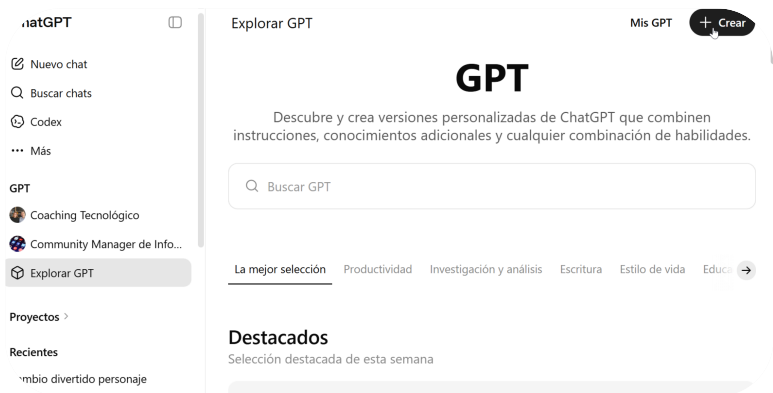 hatGPT
Nuevo chat
Buscar chats
Codex
Más
GPT
Coaching Tecnológico
Community Manager de Info...
Explorar GPT
Proyectos
Recientes
mbio divertido personaje
Explorar GPT
Mis GPT
Crear
GPT
Descubre y crea versiones personalizadas de ChatGPT que combinen
instrucciones, conocimientos adicionales y cualquier combinación de habilidades.
Buscar GPT
La mejor selección Productividad Investigación y análisis Escritura Estilo de vida Educa
Destacados
Selección destacada de esta semana